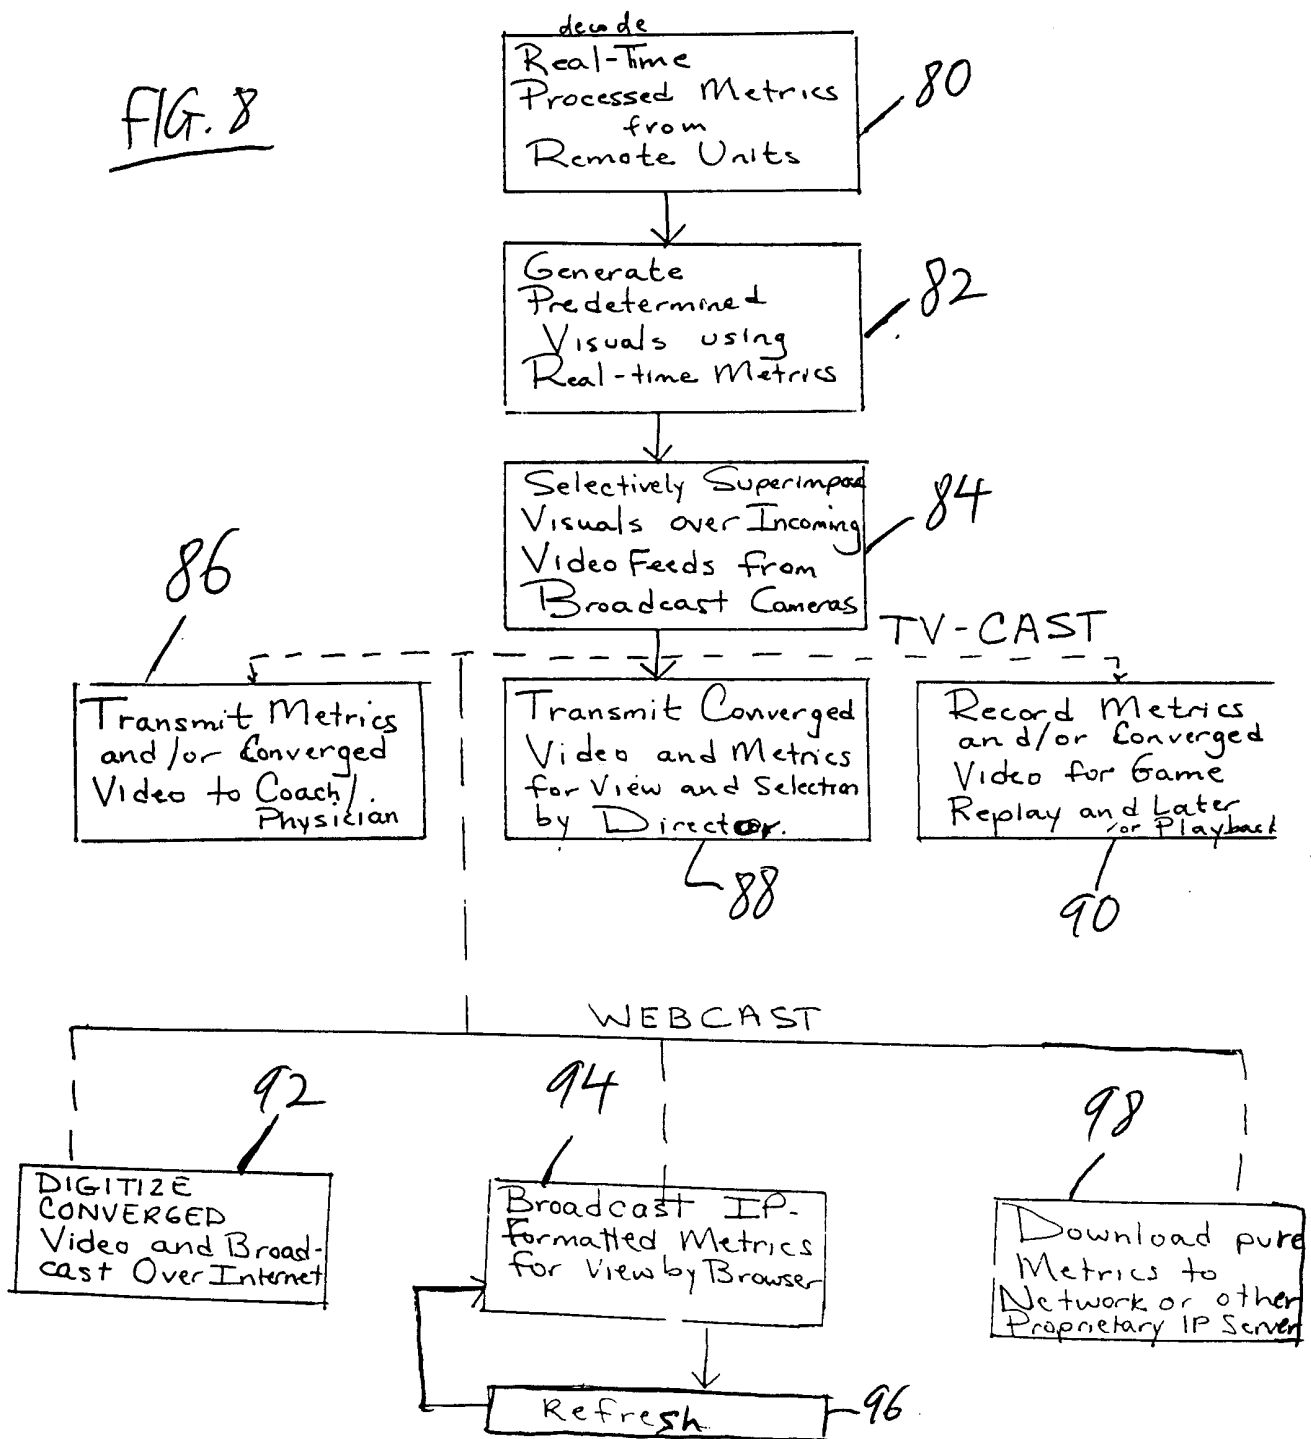 FIG. 8
decode
Real-Time
Processed Metrics
from
Remote Units
80
Generate
Predetermined
Visuals using
Real-time Metrics
82
Selectively Superimpose
Visuals over Incoming
Video Feeds from
Broadcast Cameras
84
TV-CAST
86
Transmit Metrics
and/or Converged
Video to Coach/
Physician
Transmit Converged
Video and Metrics
for View and Selection
by Director.
88
Record Metrics
and/or Converged
Video for Game
Replay and Later
/or Playback
90
WEBCAST
92
DIGITIZE
CONVERGED
Video and Broad-
cast Over Internet
94
Broadcast IP-
formatted Metrics
for View by Browser
98
Download pure
Metrics to
Network or other
Proprietary IP Server
Refresh
96